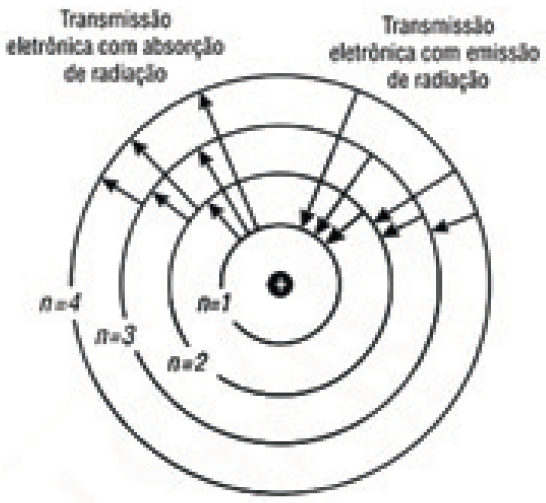 Transmissão
eletrônica com absorção
de radiação
Transmissão
eletrônica com emissão
de radiação
n=4
n=3
n=2
n=1